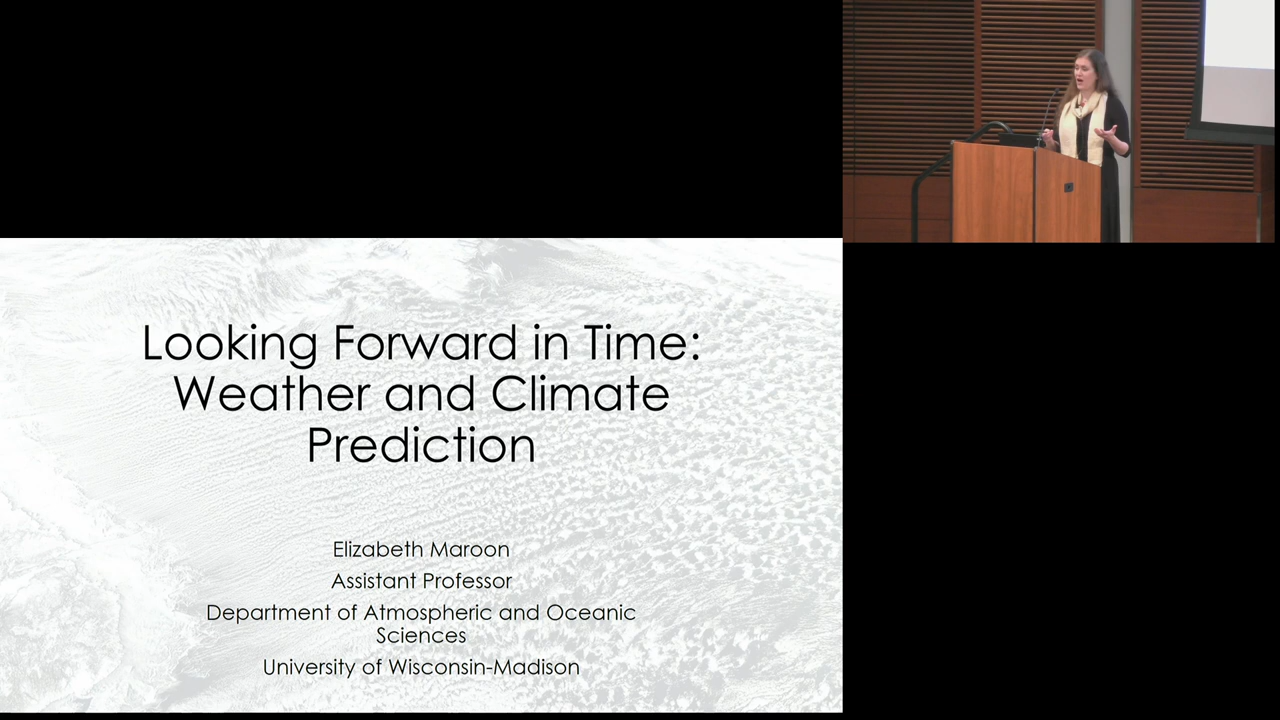 Looking Forward in Time:
Weather and Climate
Prediction
Elizabeth Maroon
Assistant Professor
Department of Atmospheric and Oceanic
Sciences
University of Wisconsin-Madison